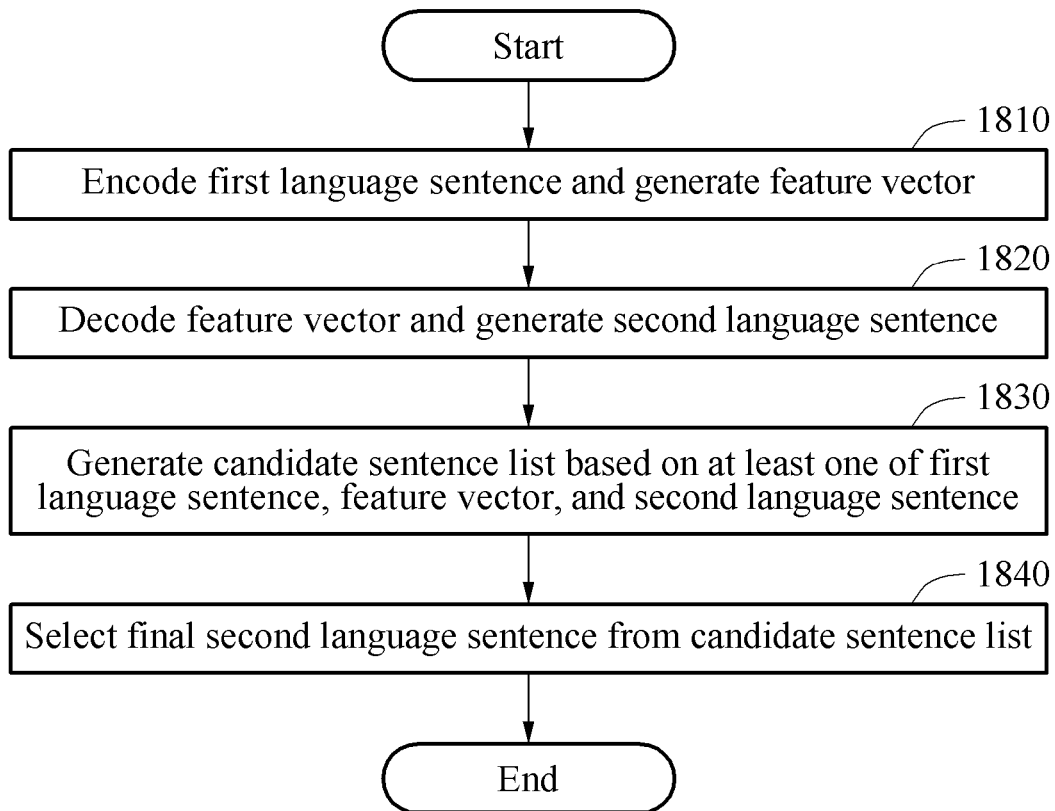 Start
1810
Encode first language sentence and generate feature vector
1820
Decode feature vector and generate second language sentence
1830
Generate candidate sentence list based on at least one of first
language sentence, feature vector, and second language sentence
1840
Select final second language sentence from candidate sentence list
End